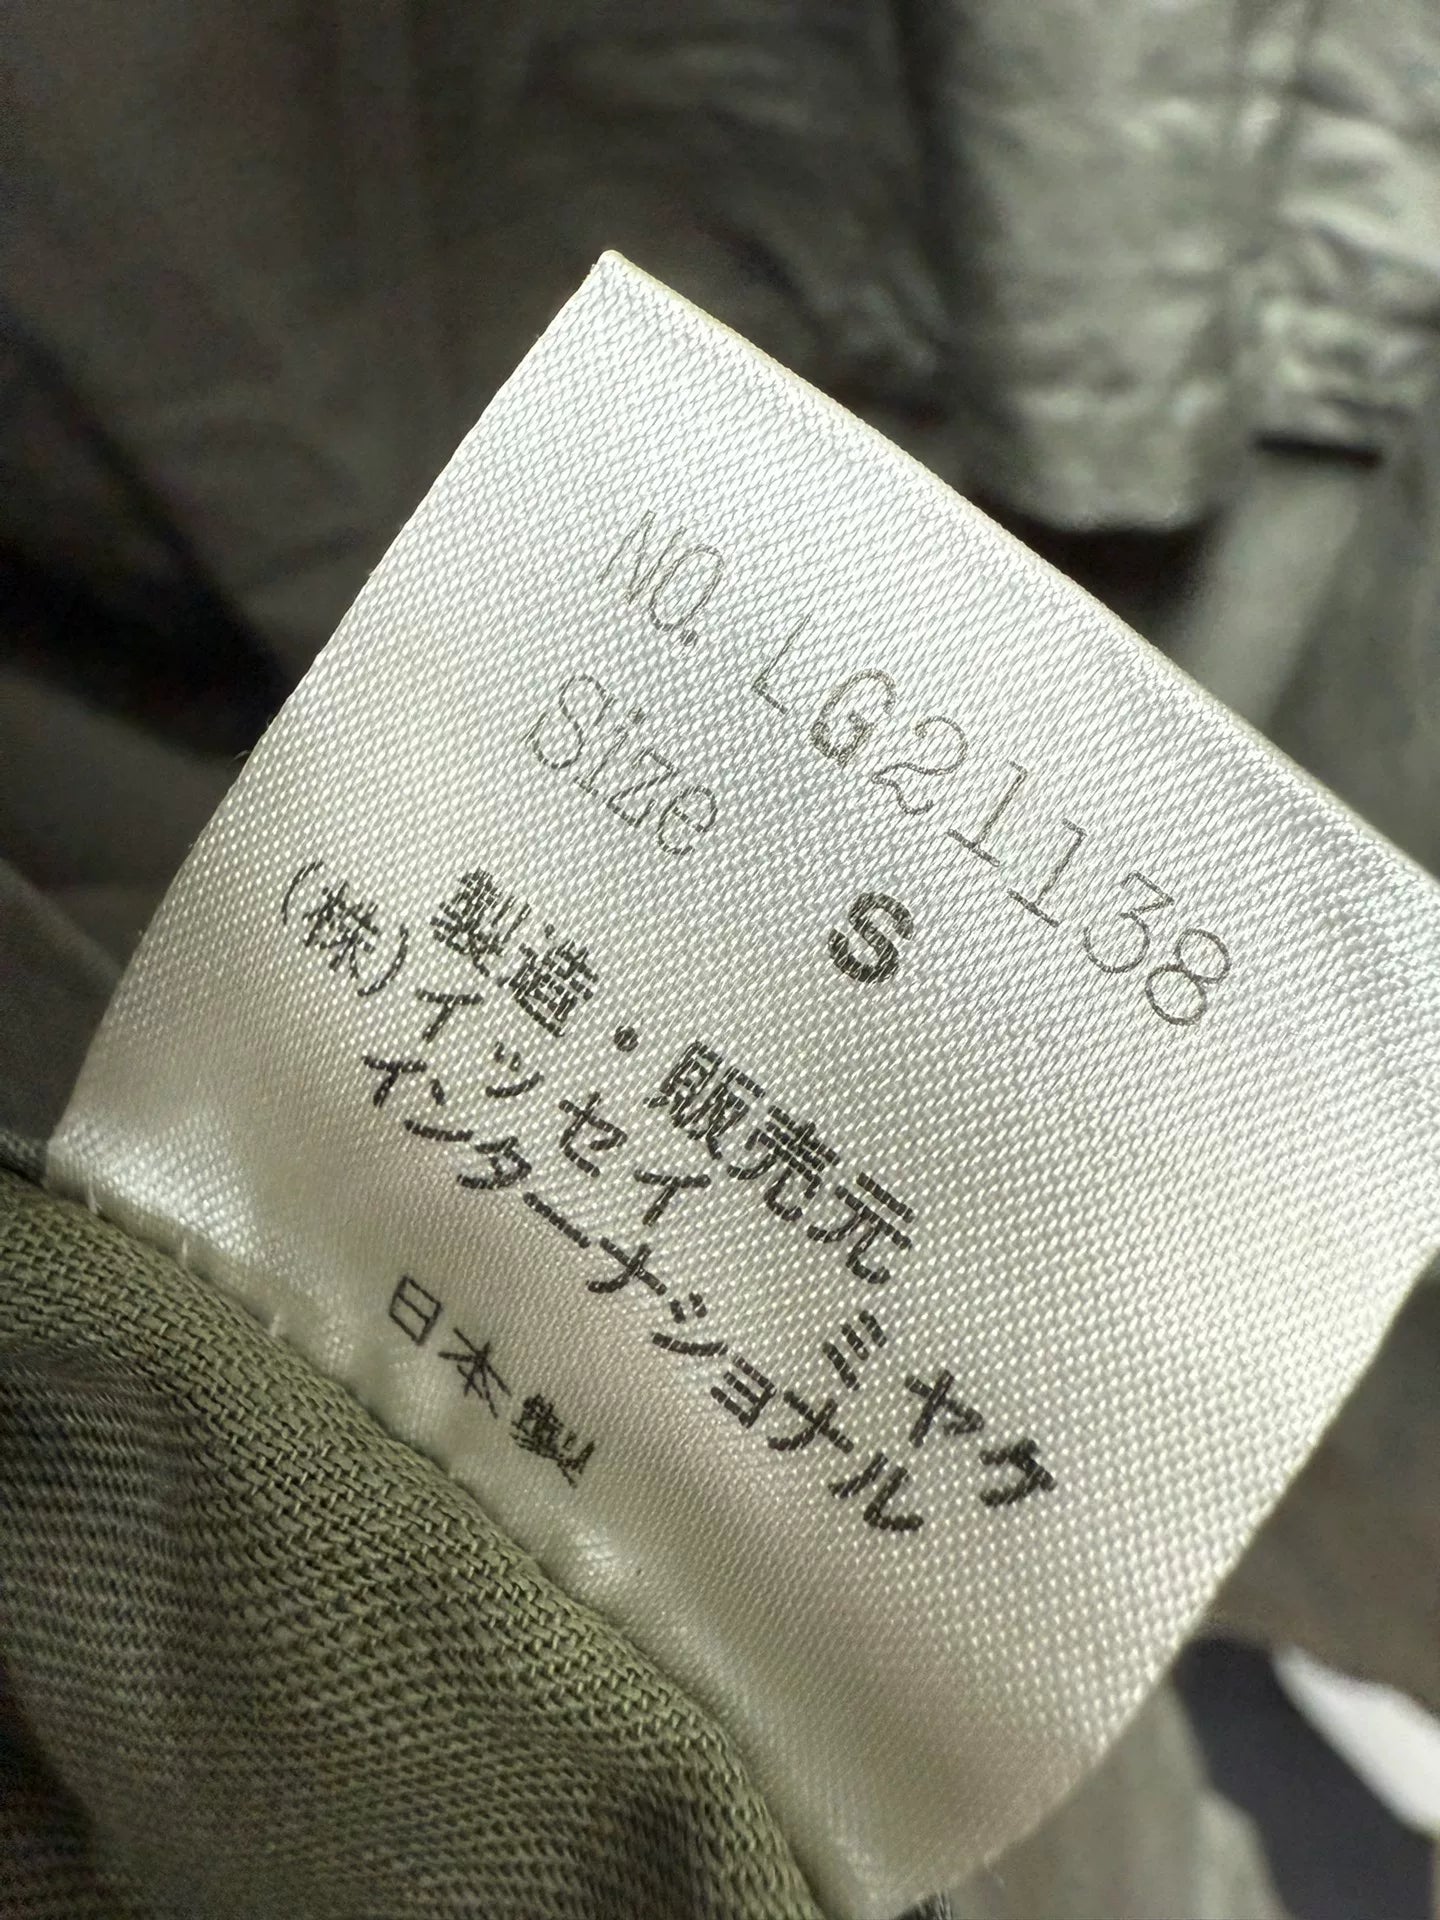 NO. LG21138
Size S
製造・販売元
(株)イッセイ ミヤケ
インターナショナル
日本製